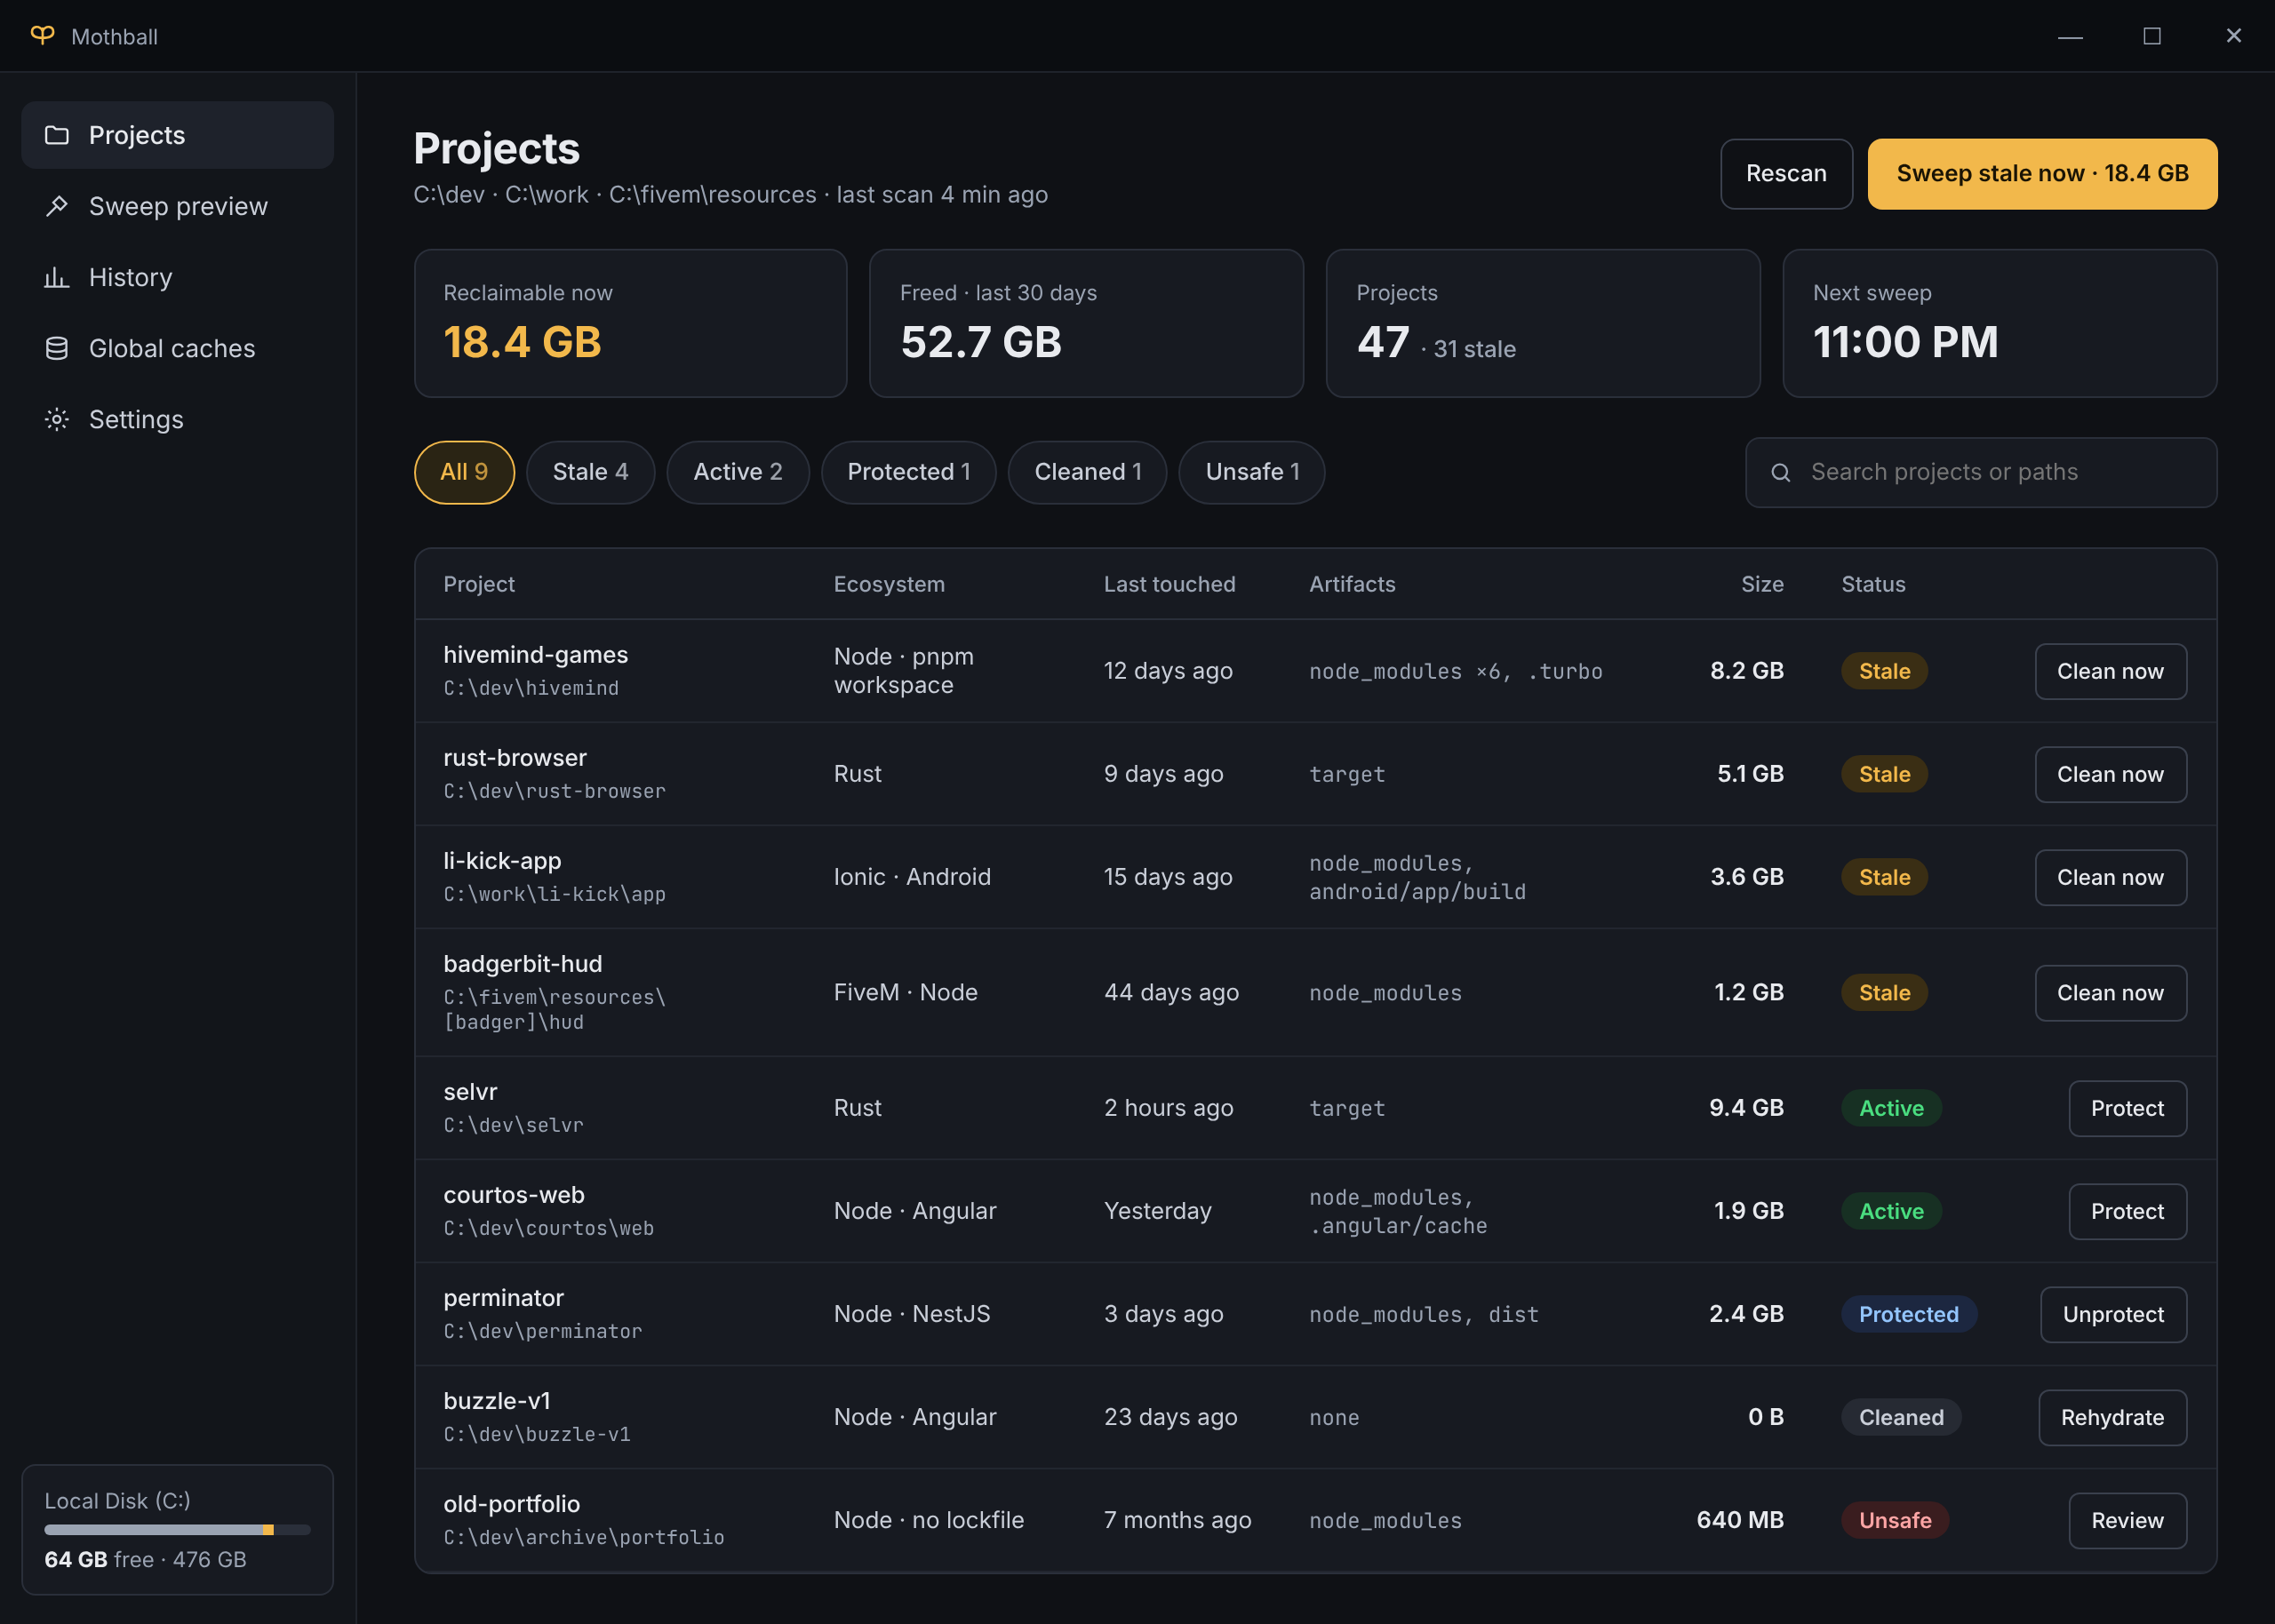 Mothball
Projects
Sweep preview
History
Global caches
Settings
Local Disk (C:)
64 GB free · 476 GB
Projects
C:\dev · C:\work · C:\fivem\resources · last scan 4 min ago
Rescan
Sweep stale now · 18.4 GB
Reclaimable now
18.4 GB
Freed · last 30 days
52.7 GB
Projects
47 · 31 stale
Next sweep
11:00 PM
All 9
Stale 4
Active 2
Protected 1
Cleaned 1
Unsafe 1
Search projects or paths
Project Ecosystem Last touched Artifacts Size Status
hivemind-games
C:\dev\hivemind
Node · pnpm
workspace
12 days ago
node_modules ×6, .turbo
8.2 GB
Stale
Clean now
rust-browser
C:\dev\rust-browser
Rust
9 days ago
target
5.1 GB
Stale
Clean now
li-kick-app
C:\work\li-kick\app
Ionic · Android
15 days ago
node_modules,
android/app/build
3.6 GB
Stale
Clean now
badgerbit-hud
C:\fivem\resources\
[badger]\hud
FiveM · Node
44 days ago
node_modules
1.2 GB
Stale
Clean now
selvr
C:\dev\selvr
Rust
2 hours ago
target
9.4 GB
Active
Protect
courtos-web
C:\dev\courtos\web
Node · Angular
Yesterday
node_modules,
.angular/cache
1.9 GB
Active
Protect
perminator
C:\dev\perminator
Node · NestJS
3 days ago
node_modules, dist
2.4 GB
Protected
Unprotect
buzzle-v1
C:\dev\buzzle-v1
Node · Angular
23 days ago
none
0 B
Cleaned
Rehydrate
old-portfolio
C:\dev\archive\portfolio
Node · no lockfile
7 months ago
node_modules
640 MB
Unsafe
Review